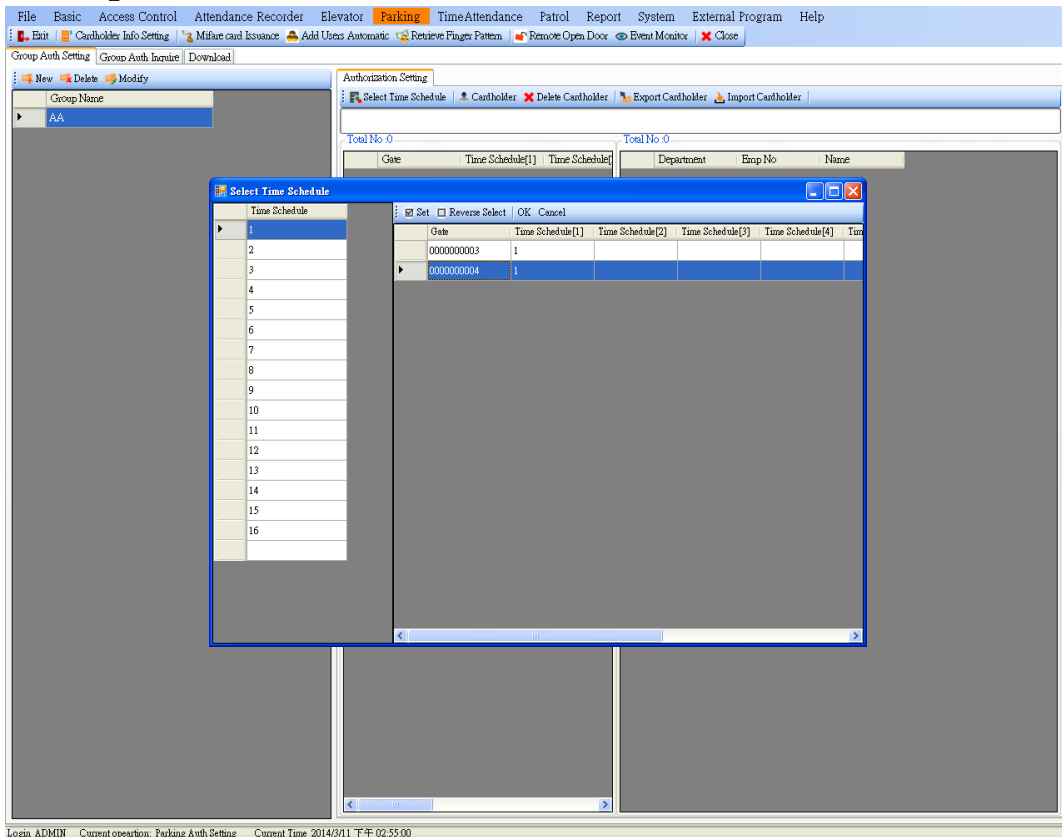 File Basic Access Control Attendance Recorder Elevator Parking TimeAttendance Patrol Report System External Program Help
Exit Cardholder Info Setting Mifare card Issuance Add Users Automatic Retrieve Finger Pattern Remote Open Door Event Monitor Close
Group Auth Setting Group Auth Inquire Download
New Delete Modify
Group Name
AA
Authorization Setting
Select Time Schedule Cardholder Delete Cardholder Export Cardholder Import Cardholder
Total No :0
Gate Time Schedule[1] Time Schedule[
Total No :0
Department Emp No Name
Select Time Schedule
Time Schedule
1
2
3
4
5
6
7
8
9
10
11
12
13
14
15
16
Set Reverse Select OK Cancel
Gate Time Schedule[1] Time Schedule[2] Time Schedule[3] Time Schedule[4] Tim
0000000003 1
0000000004 1
Login ADMIN Current opeartion: Parking Auth Setting Current Time 2014/3/11 下午 02:55:00